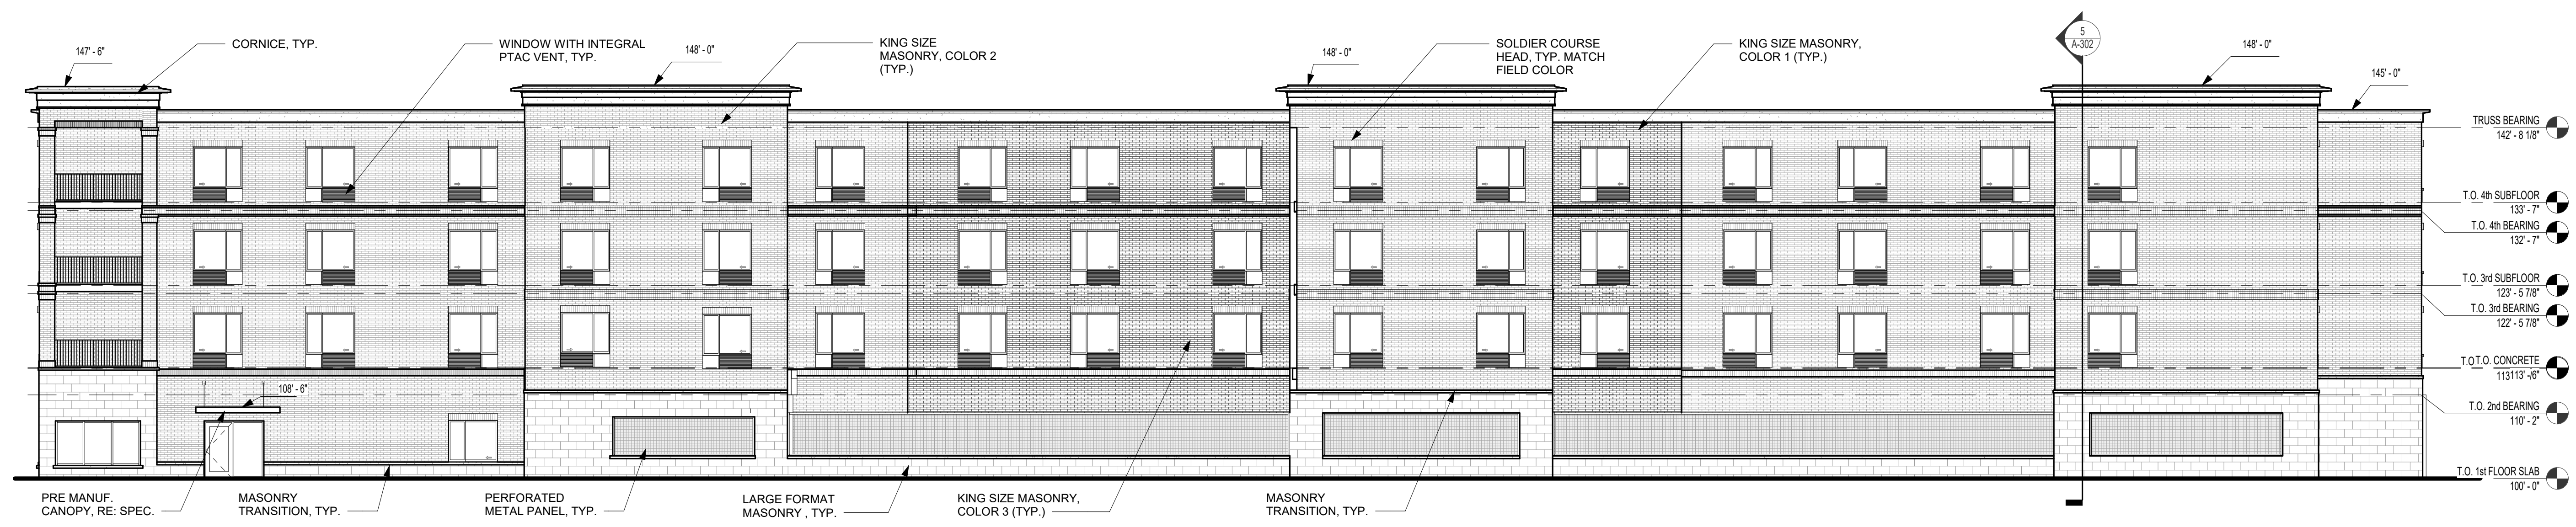 147' - 6"
CORNICE, TYP.
WINDOW WITH INTEGRAL
PTAC VENT, TYP.
148' - 0"
KING SIZE
MASONRY, COLOR 2
(TYP.)
148' - 0"
SOLDIER COURSE
HEAD, TYP. MATCH
FIELD COLOR
KING SIZE MASONRY,
COLOR 1 (TYP.)
5
A-302
148' - 0"
145' - 0"
TRUSS BEARING
142' - 8 1/8"
T.O. 4th SUBFLOOR
133' - 7"
T.O. 4th BEARING
132' - 7"
T.O. 3rd SUBFLOOR
123' - 5 7/8"
T.O. 3rd BEARING
122' - 5 7/8"
T.O. CONCRETE
108' - 6"
T.O. 2nd BEARING
110' - 2"
T.O. 1st FLOOR SLAB
100' - 0"
PRE MANUF.
CANOPY, RE: SPEC.
MASONRY
TRANSITION, TYP.
PERFORATED
METAL PANEL, TYP.
LARGE FORMAT
MASONRY , TYP.
KING SIZE MASONRY,
COLOR 3 (TYP.)
MASONRY
TRANSITION, TYP.